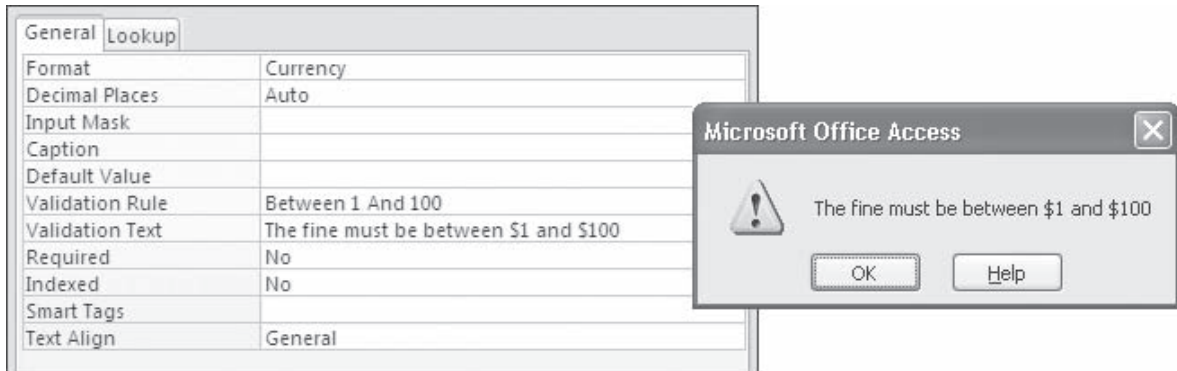 General Lookup
Format Currency
Decimal Places Auto
Input Mask
Caption
Default Value
Validation Rule Between 1 And 100
Validation Text The fine must be between $1 and $100
Required No
Indexed No
Smart Tags
Text Align General
Microsoft Office Access
The fine must be between $1 and $100
OK Help